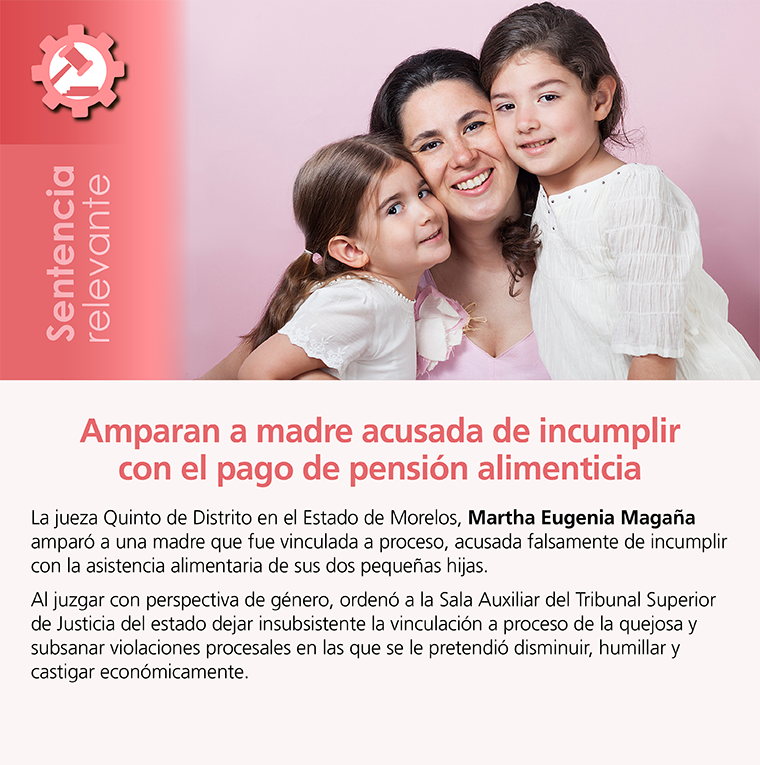 Sentencia
relevante
Amparan a madre acusada de incumplir
con el pago de pensión alimenticia
La jueza Quinto de Distrito en el Estado de Morelos, Martha Eugenia Magaña
amparó a una madre que fue vinculada a proceso, acusada falsamente de incumplir
con la asistencia alimentaria de sus dos pequeñas hijas.
Al juzgar con perspectiva de género, ordenó a la Sala Auxiliar del Tribunal Superior
de Justicia del estado dejar insubsistente la vinculación a proceso de la quejosa y
subsanar violaciones procesales en las que se le pretendió disminuir, humillar y
castigar económicamente.